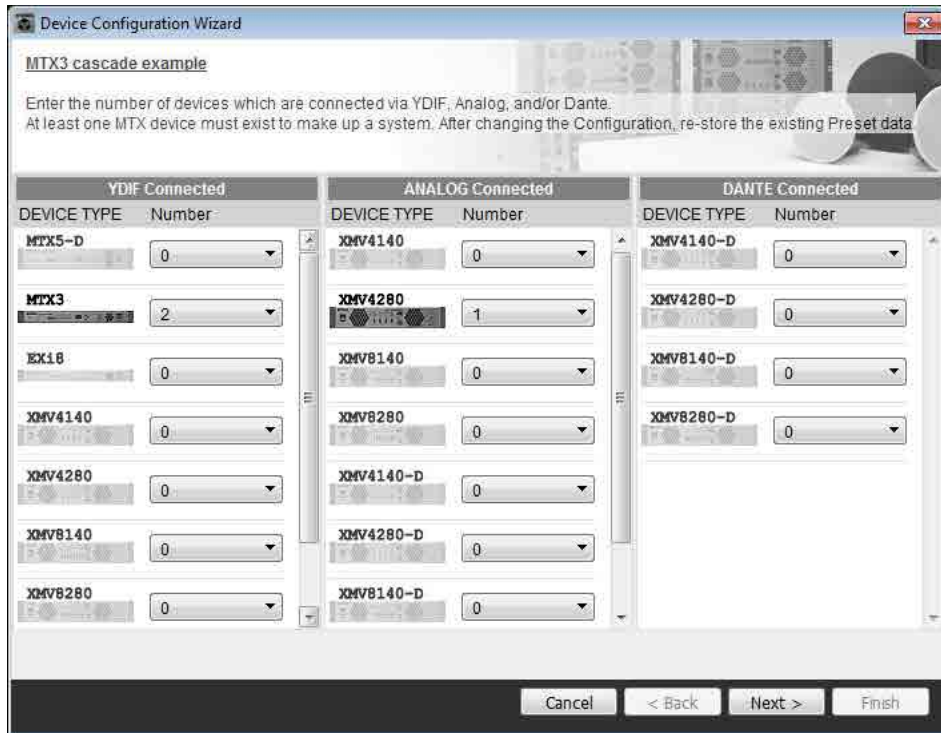 Device Configuration Wizard
MTX3 cascade example
Enter the number of devices which are connected via YDIF, Analog, and/or Dante.
At least one MTX device must exist to make up a system. After changing the Configuration, re-store the existing Preset data
YDIF Connected
DEVICE TYPE Number
MTX5-D 0
MTX3 2
EXi8 0
XMV4140 0
XMV4280 0
XMV8140 0
XMV8280 0
ANALOG Connected
DEVICE TYPE Number
XMV4140 0
XMV4280 1
XMV8140 0
XMV8280 0
XMV4140-D 0
XMV4280-D 0
XMV8140-D 0
DANTE Connected
DEVICE TYPE Number
XMV4140-D 0
XMV4280-D 0
XMV8140-D 0
XMV8280-D 0
Cancel
< Back
Next >
Finish